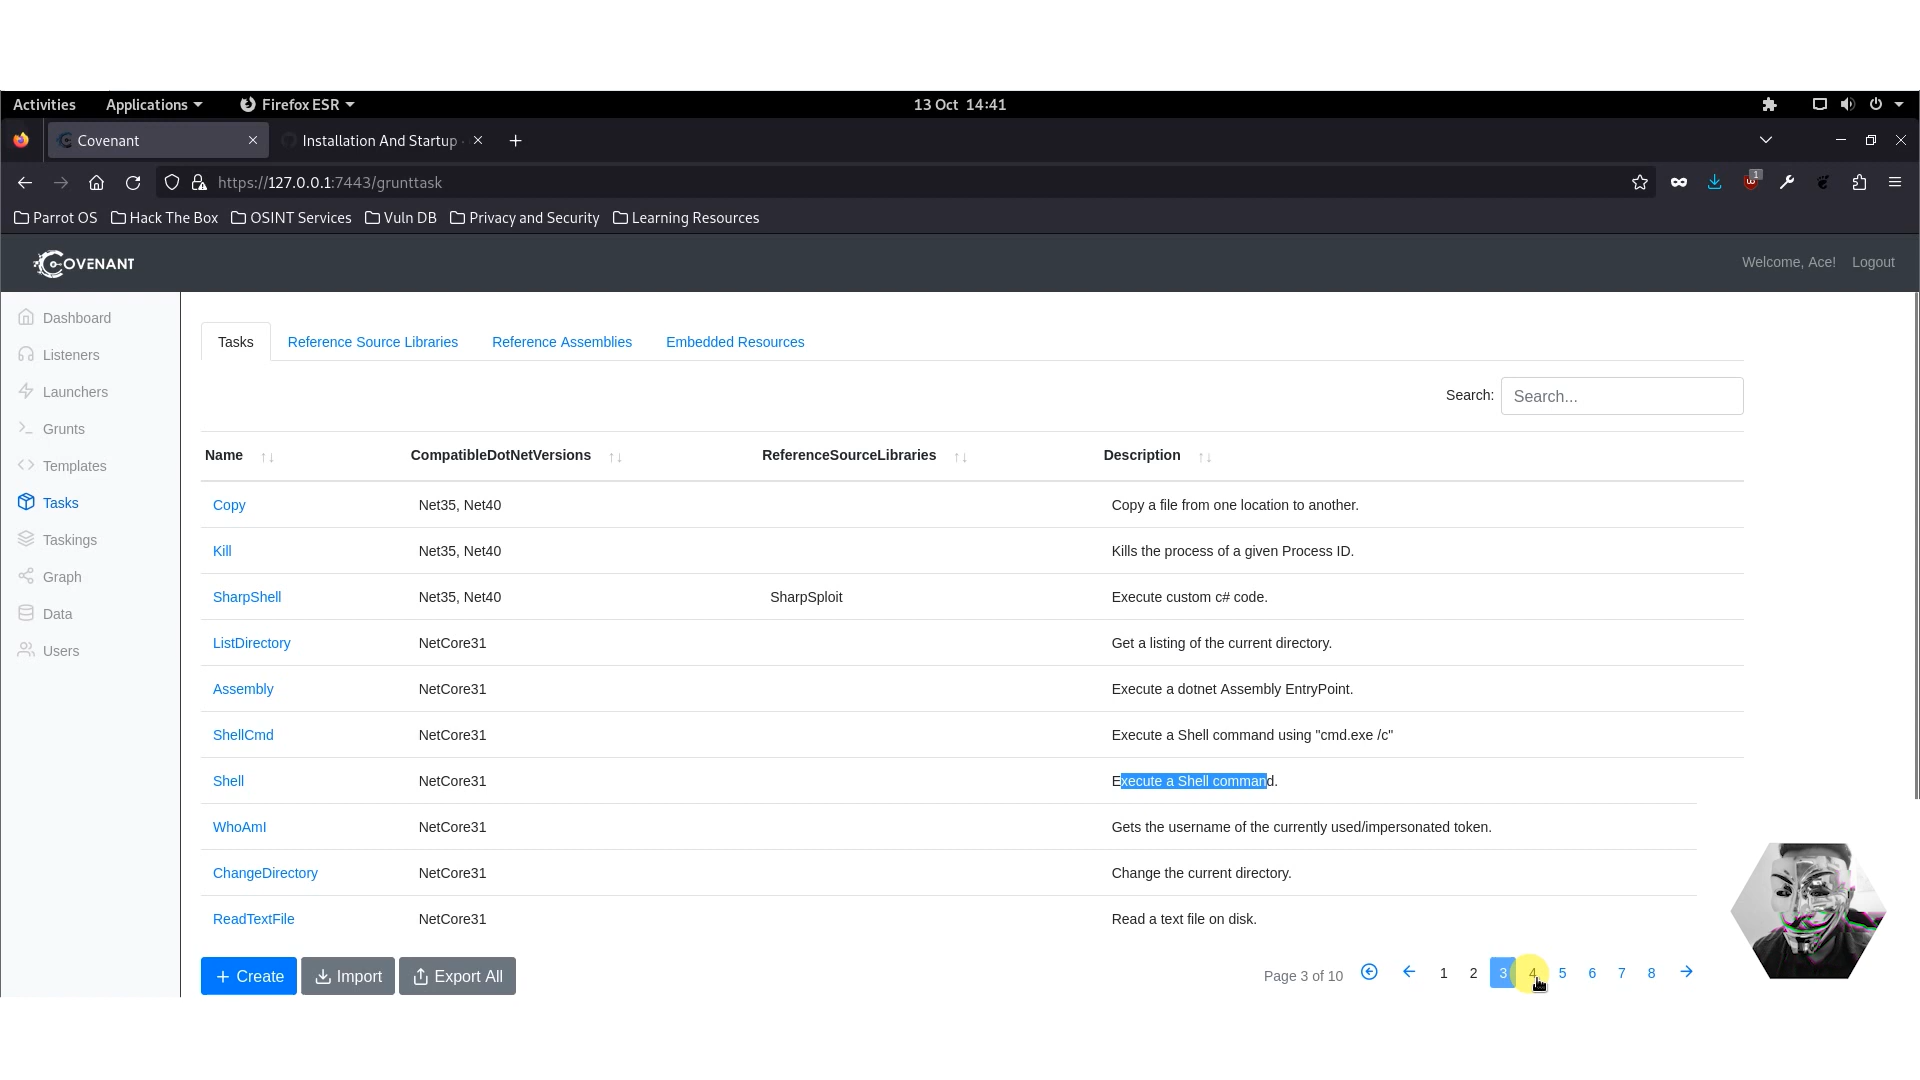 Activities Applications Firefox ESR 13 Oct 14:41
Covenant Installation And Startup
https://127.0.0.1:7443/grunttask 1
Parrot OS Hack The Box OSINT Services Vuln DB Privacy and Security Learning Resources
COVENANT Welcome, Ace! Logout
Dashboard
Listeners
Launchers
Grunts
Templates
Tasks
Taskings
Graph
Data
Users
Tasks Reference Source Libraries Reference Assemblies Embedded Resources
Search: Search...
Name CompatibleDotNetVersions ReferenceSourceLibraries Description
Copy Net35, Net40 Copy a file from one location to another.
Kill Net35, Net40 Kills the process of a given Process ID.
SharpShell Net35, Net40 SharpSploit Execute custom c# code.
ListDirectory NetCore31 Get a listing of the current directory.
Assembly NetCore31 Execute a dotnet Assembly EntryPoint.
ShellCmd NetCore31 Execute a Shell command using "cmd.exe /c"
Shell NetCore31 Execute a Shell command.
WhoAmI NetCore31 Gets the username of the currently used/impersonated token.
ChangeDirectory NetCore31 Change the current directory.
ReadTextFile NetCore31 Read a text file on disk.
+ Create Import Export All Page 3 of 10 1 2 3 4 5 6 7 8